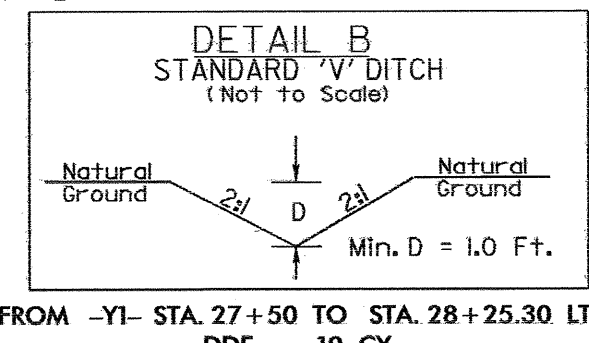 DETAIL B
STANDARD 'V' DITCH
(Not to Scale)
Natural
Ground
2:1
D
2:1
Natural
Ground
Min. D = 1.0 Ft.
FROM -Y1- STA. 27+50 TO STA. 28+25.30 LT
CY